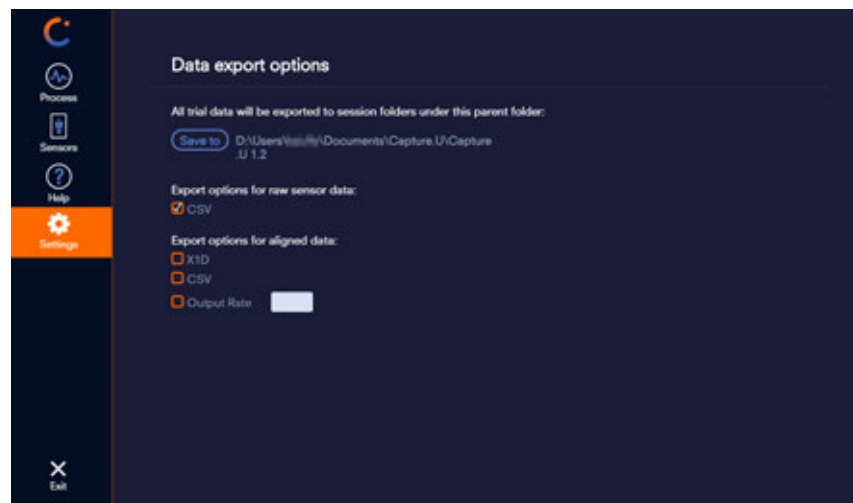 Data export options
All trial data will be exported to session folders under this parent folder:
Save to
D:\Users\ \Documents\Capture.U\Capture
.U 1.2
Export options for raw sensor data:
CSV
Export options for aligned data:
X1D
CSV
Output Rate
Process
Sensors
Help
Settings
Exit